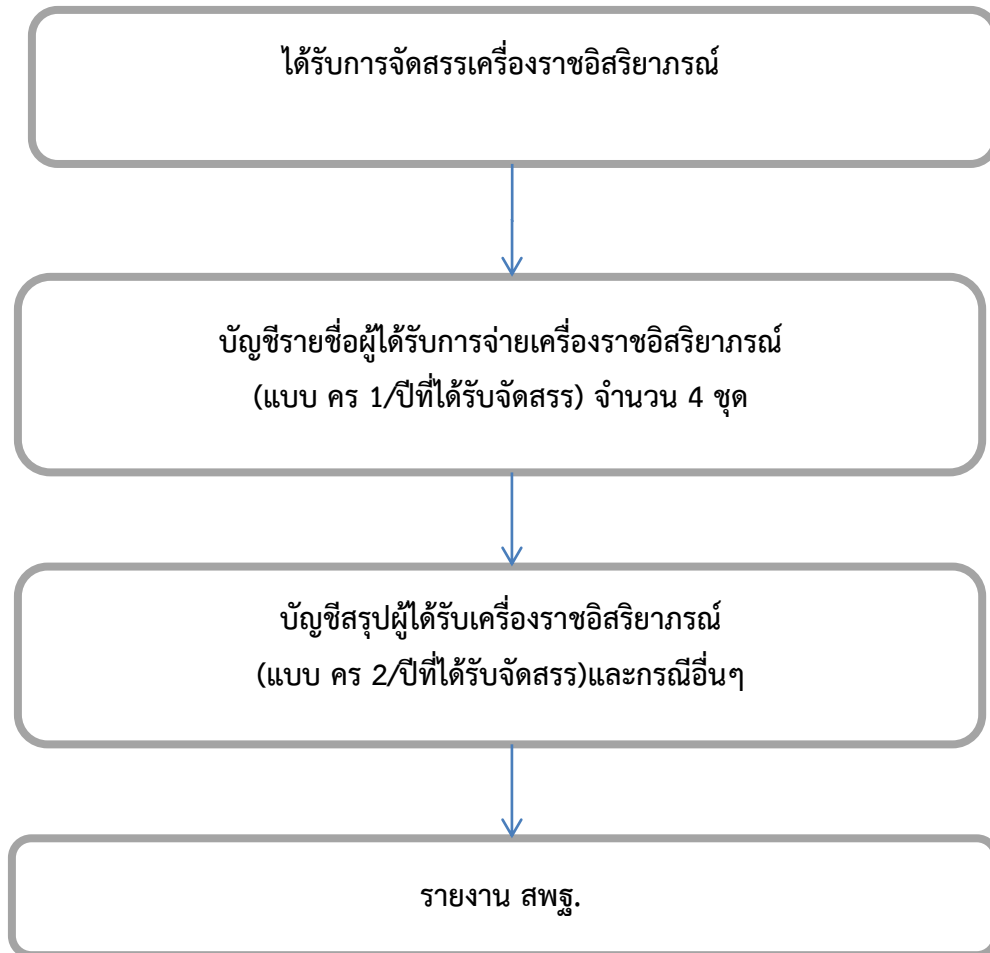 ได้รับการจัดสรรเครื่องราชอิสริยาภรณ์
บัญชีรายชื่อผู้ได้รับการจ่ายเครื่องราชอิสริยาภรณ์
(แบบ คร 1/ปีที่ได้รับจัดสรร) จำนวน 4 ชุด
บัญชีสรุปผู้ได้รับเครื่องราชอิสริยาภรณ์
(แบบ คร 2/ปีที่ได้รับจัดสรร)และกรณีอื่นๆ
รายงาน สพฐ.